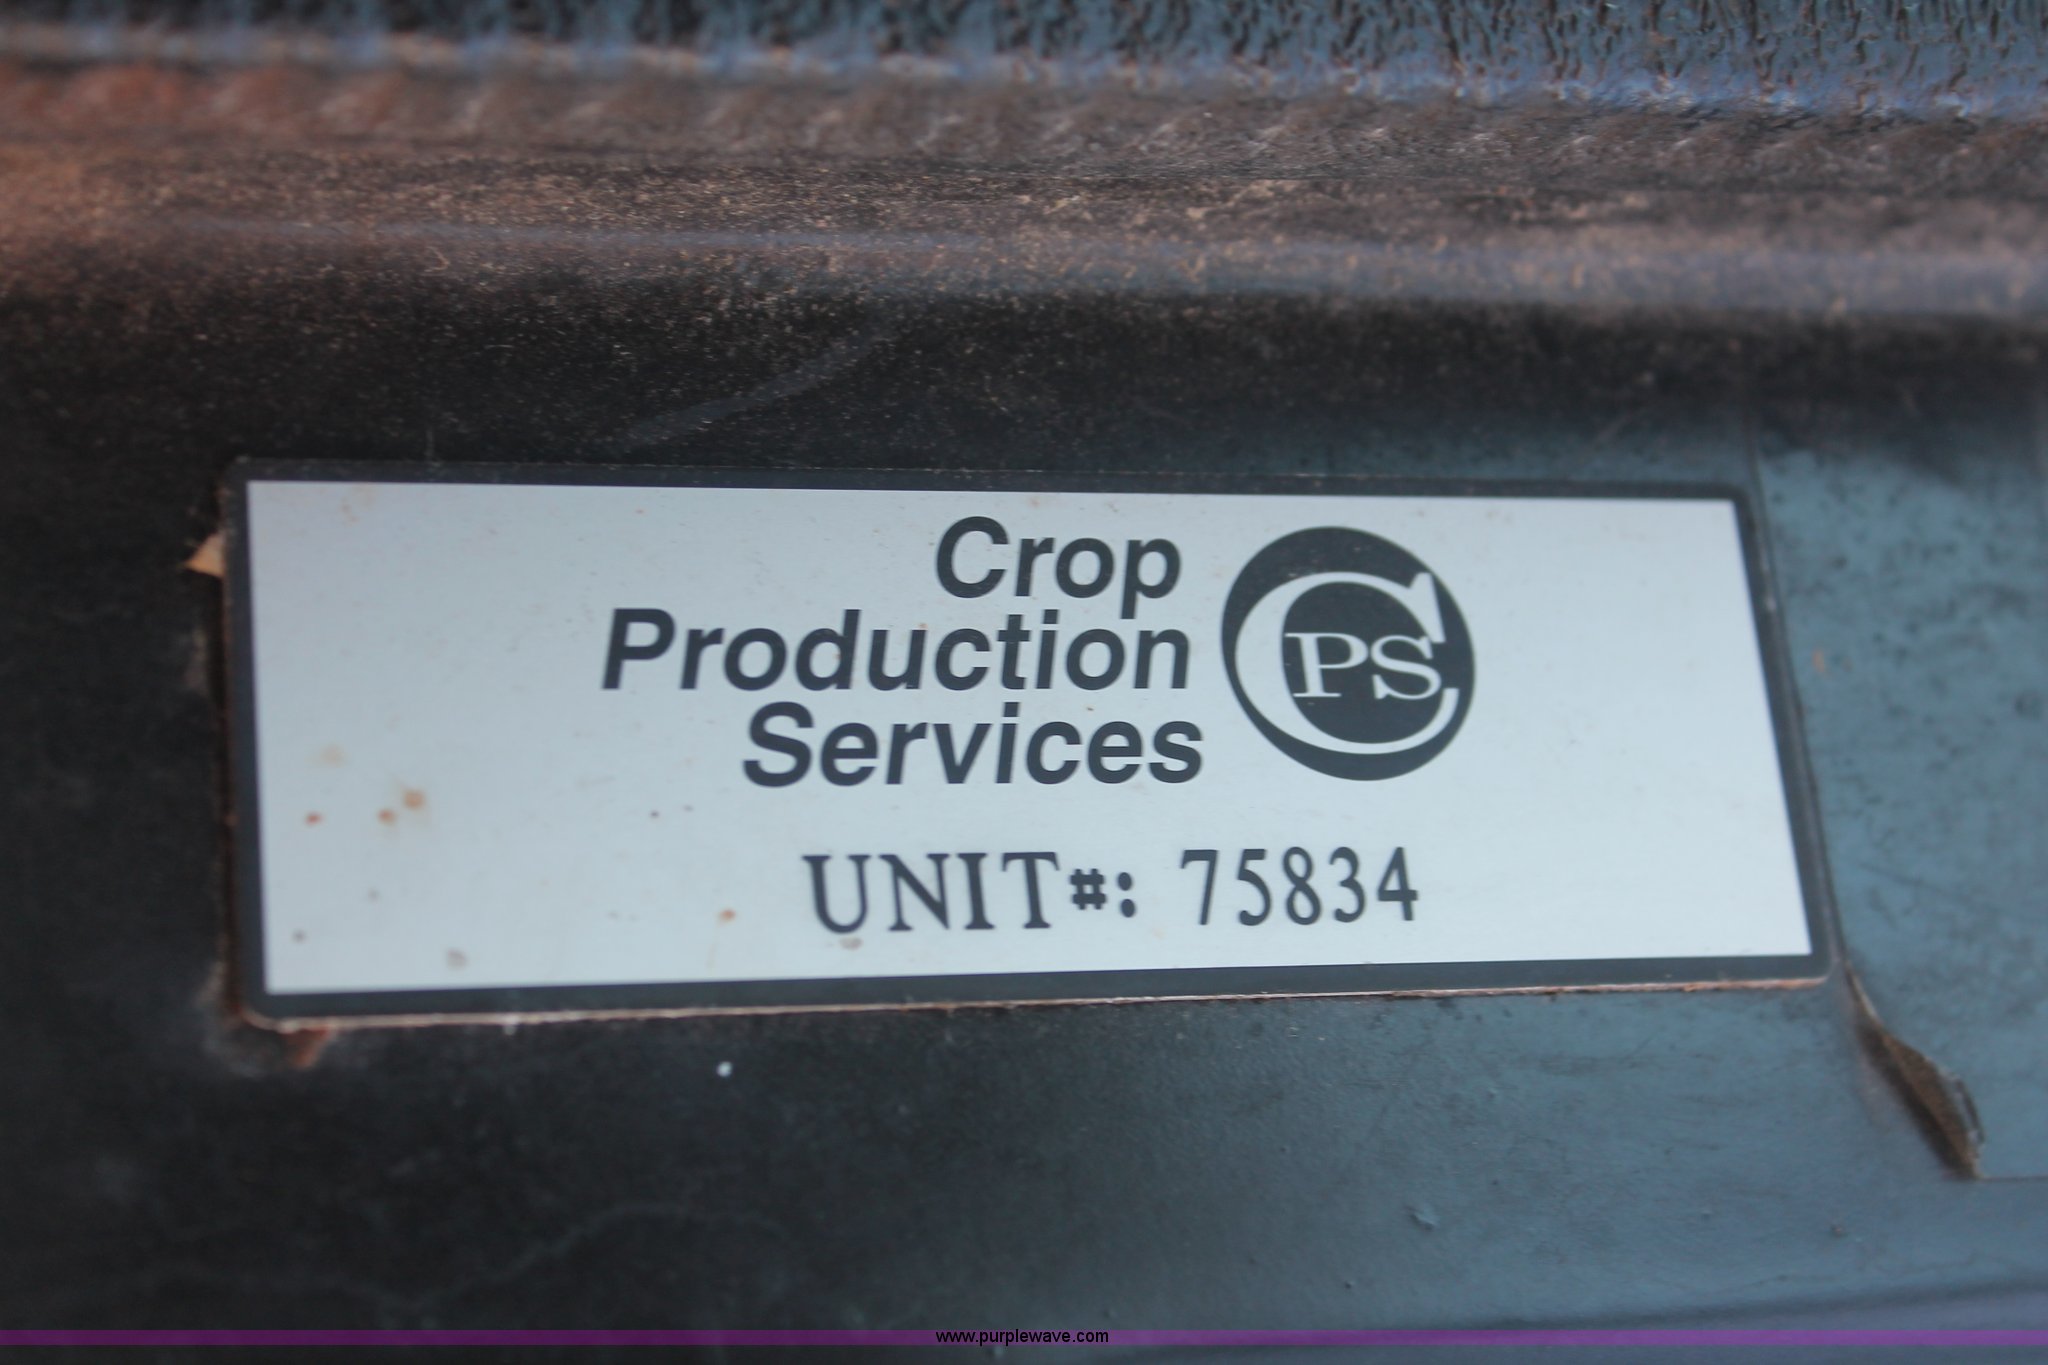 Crop
Production
Services
CPS
UNIT#: 75834
www.purplewave.com